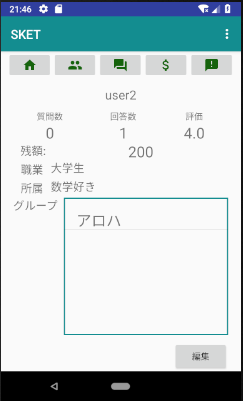 21:46
SKET
user2
質問数 回答数 評価
0 1 4.0
残額: 200
職業 大学生
所属 数学好き
グループ
アロハ
編集